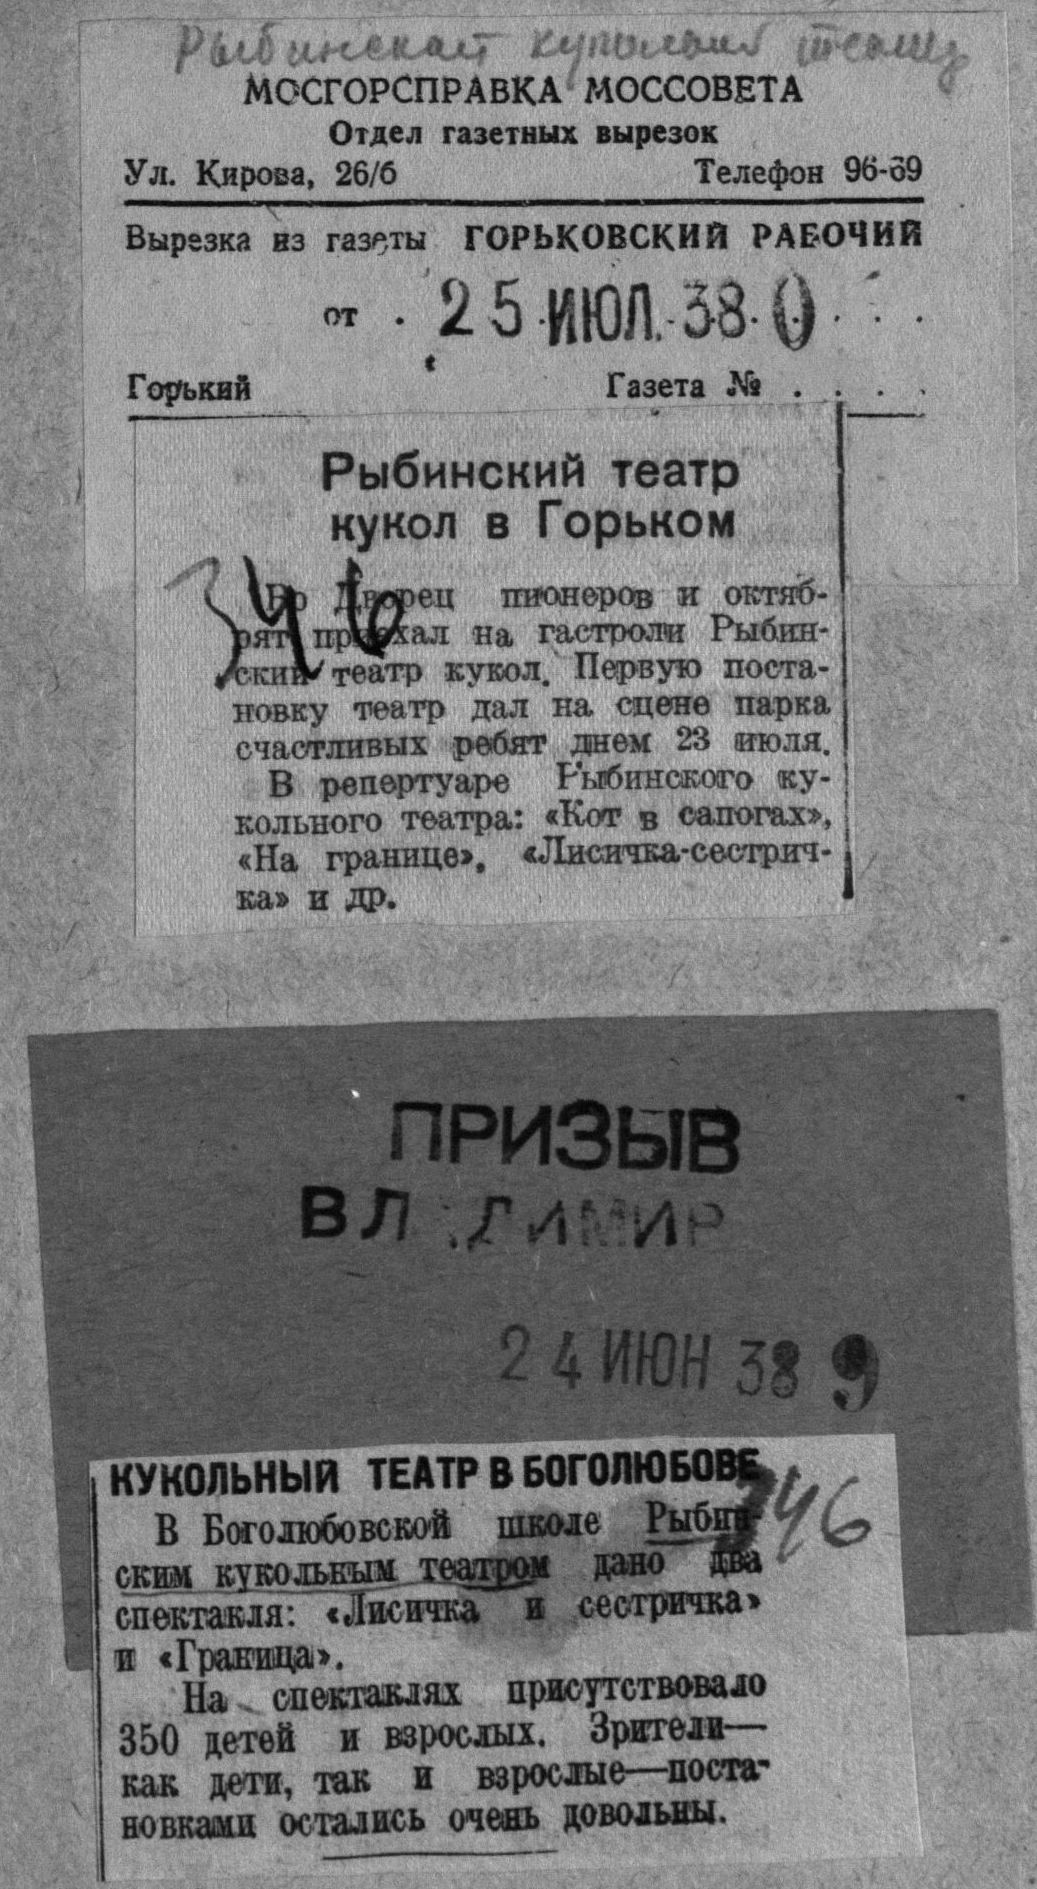 Рыбинский кукольный театр
МОСГОРСПРАВКА МОССОВЕТА
Отдел газетных вырезок
Ул. Кирова, 26/б Телефон 96-69
Вырезка из газеты ГОРЬКОВСКИЙ РАБОЧИЙ
от . 25 ИЮЛ. 38 0 . . .
Горький Газета № . . . .
Рыбинский театр
кукол в Горьком
346
Во Дворец пионеров и октяб-
рят приехал на гастроли Рыбин-
ский театр кукол. Первую поста-
новку театр дал на сцене парка
счастливых ребят днем 23 июля.
В репертуаре Рыбинского ку-
кольного театра: «Кот в сапогах»,
«На границе», «Лисичка-сестрич-
ка» и др.
ПРИЗЫВ
ВЛАДИМИР
24 ИЮН 38 9
КУКОЛЬНЫЙ ТЕАТР В БОГОЛЮБОВЕ
346
В Боголюбовской школе Рыбин-
ским кукольным театром дано два
спектакля: «Лисичка и сестричка»
и «Граница».
На спектаклях присутствовало
350 детей и взрослых. Зрители—
как дети, так и взрослые—поста-
новками остались очень довольны.